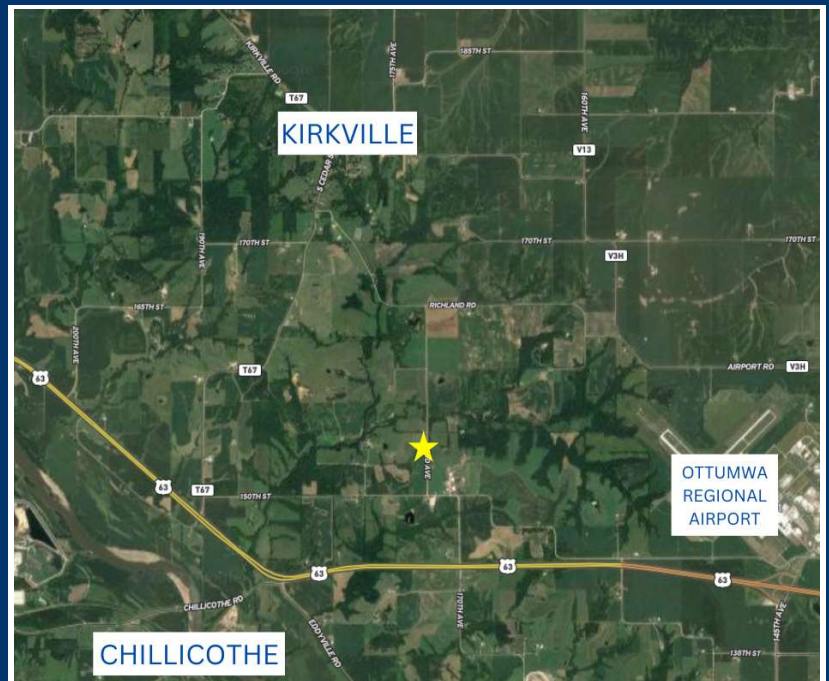 KIRKVILLE RD
175TH AVE
185TH ST
T67
160TH AVE
KIRKVILLE
V13
S CEDAR S
190TH AVE
170TH ST
170TH ST
170TH ST
V3H
165TH ST
RICHLAND RD
200TH AVE
63
T67
AIRPORT RD
V3H
D AVE
OTTUMWA
REGIONAL
AIRPORT
63
T67
150TH ST
63
63
63
CHILLICOTHE RD
EDDYVILLE RD
170TH AVE
145TH AVE
CHILLICOTHE
138TH ST